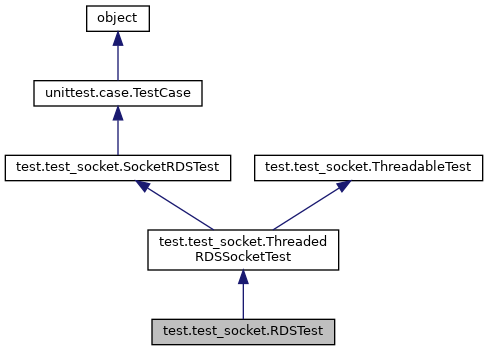 object
unittest.case.TestCase
test.test_socket.SocketRDSTest
test.test_socket.ThreadableTest
test.test_socket.Threaded
RDSSocketTest
test.test_socket.RDSTest